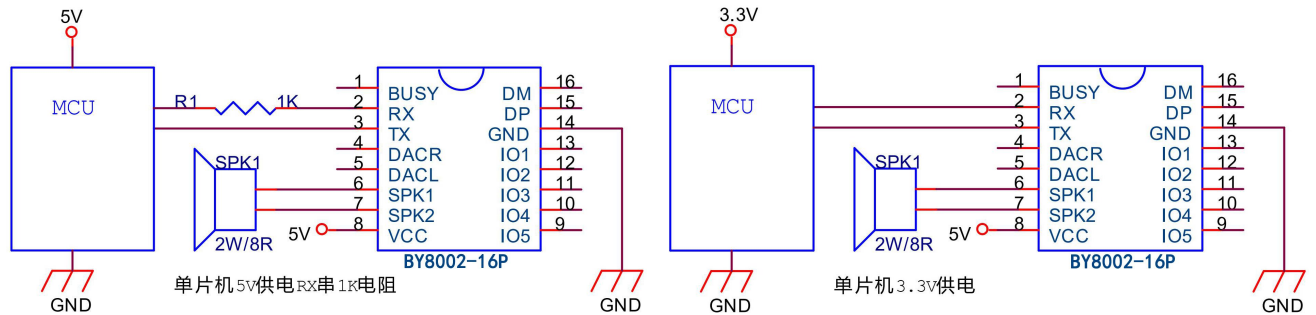 5V
MCU
R1 1K
1 BUSY
2 RX
3 TX
4 DACR
5 DACL
6 SPK1
7 SPK2
8 VCC
DM 16
DP 15
GND 14
IO1 13
IO2 12
IO3 11
IO4 10
IO5 9
SPK1
2W/8R
5V
BY8002-16P
GND
单片机5V供电RX串1K电阻
GND
3.3V
MCU
1 BUSY
2 RX
3 TX
4 DACR
5 DACL
6 SPK1
7 SPK2
8 VCC
DM 16
DP 15
GND 14
IO1 13
IO2 12
IO3 11
IO4 10
IO5 9
SPK1
2W/8R
5V
BY8002-16P
GND
单片机3.3V供电
GND